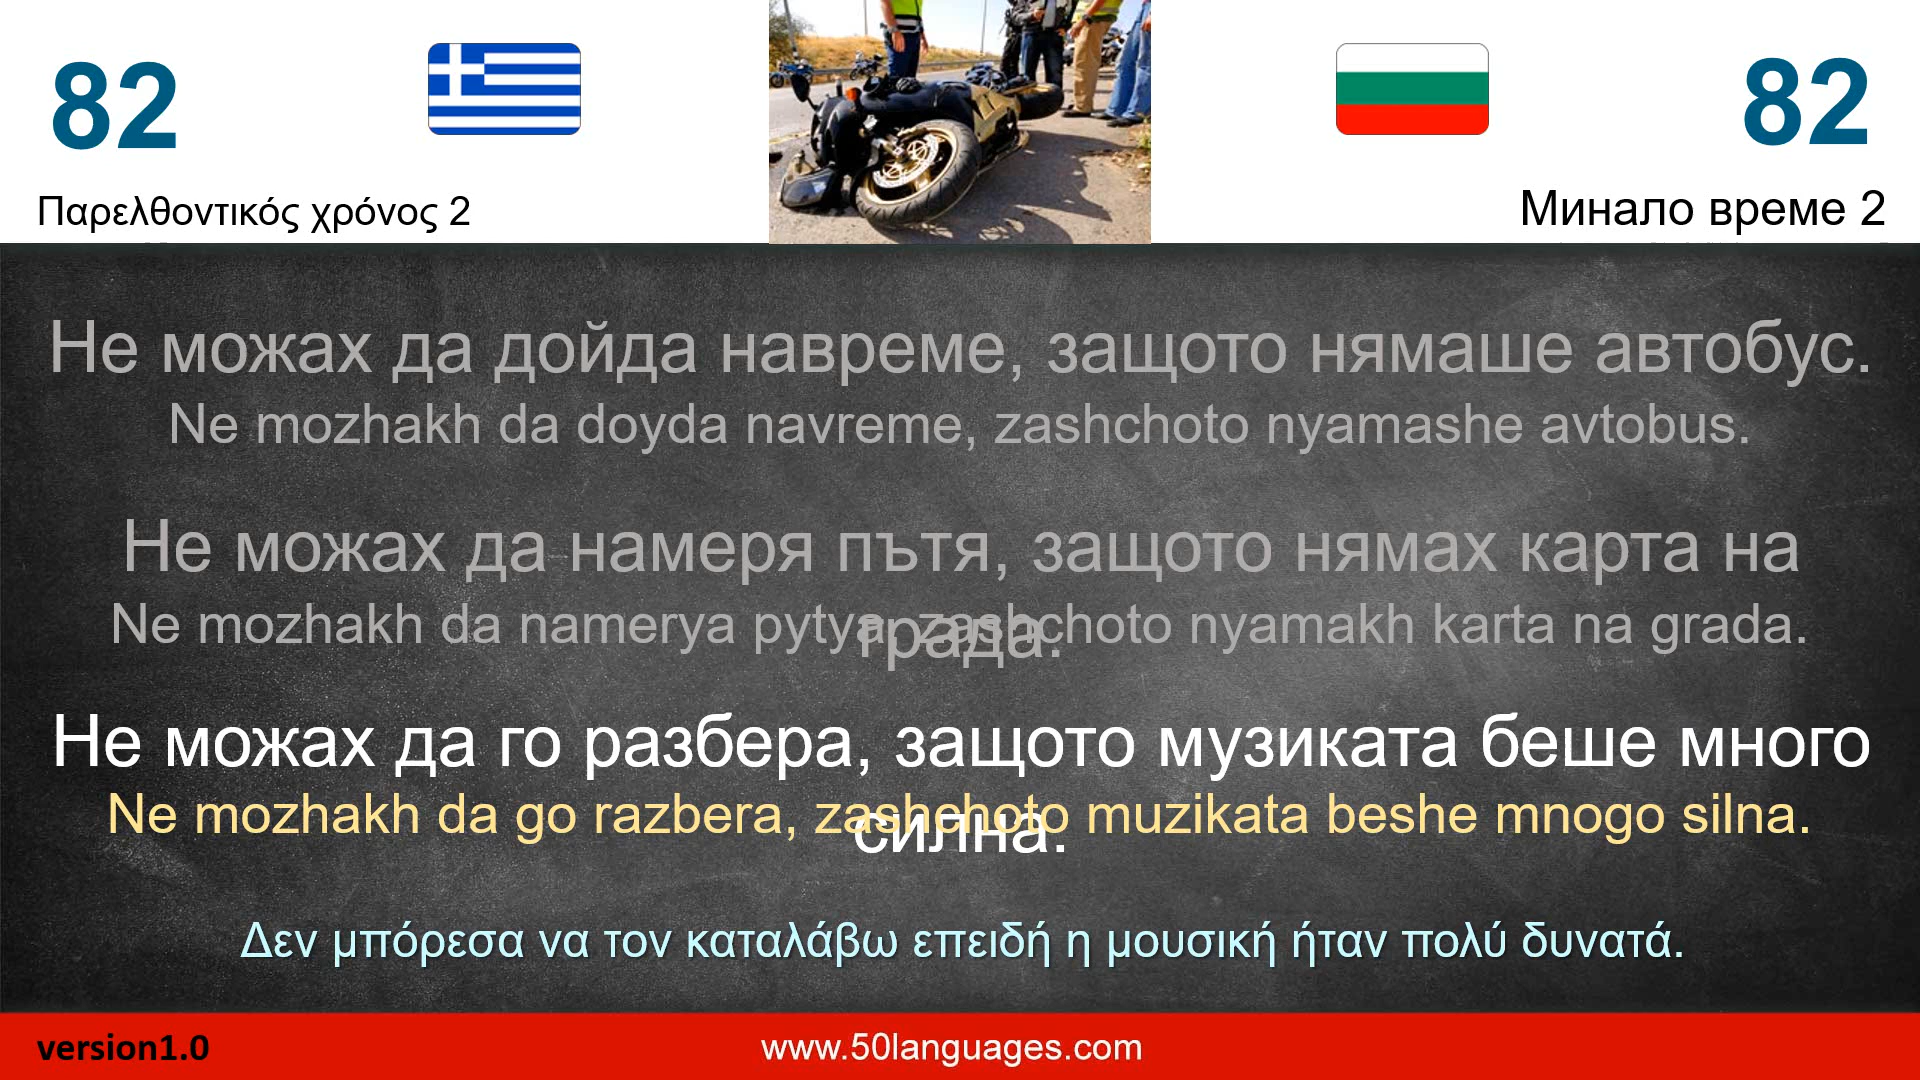 82
82
Παρελθοντικός χρόνος 2
Минало време 2
Не можах да дойда навреме, защото нямаше автобус.
Ne mozhakh da doyda navreme, zashchoto nyamashe avtobus.
Не можах да намеря пътя, защото нямах карта на
града.
Ne mozhakh da namerya pytya, zashchoto nyamakh karta na grada.
Не можах да го разбера, защото музиката беше много
силна.
Ne mozhakh da go razbera, zashchoto muzikata beshe mnogo silna.
Δεν μπόρεσα να τον καταλάβω επειδή η μουσική ήταν πολύ δυνατά.
version1.0
www.50languages.com